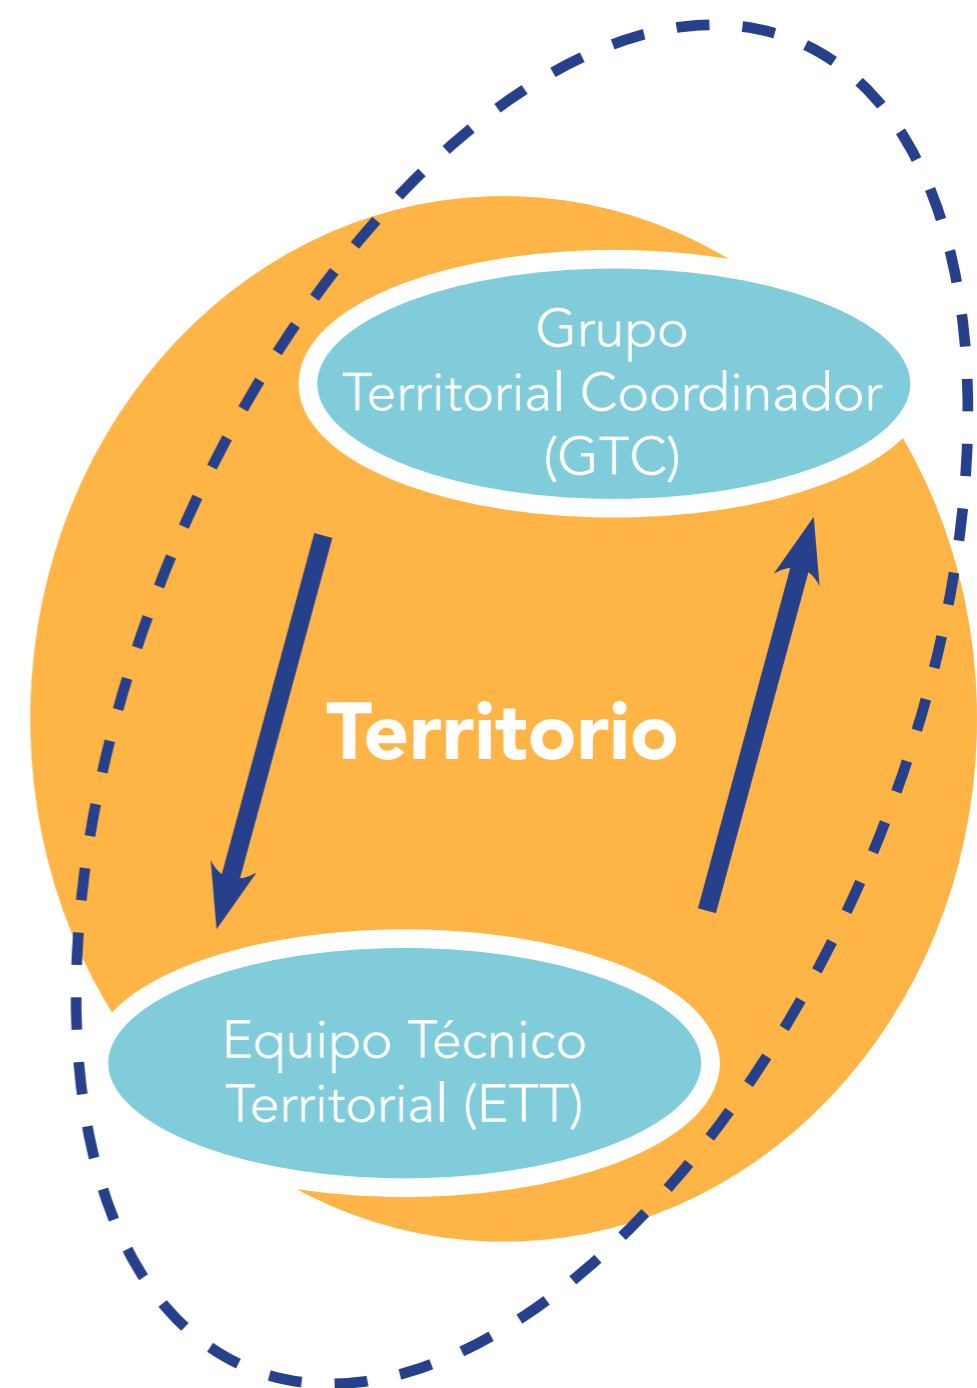 Grupo
Territorial Coordinador
(GTC)
Territorio
Equipo Técnico
Territorial (ETT)